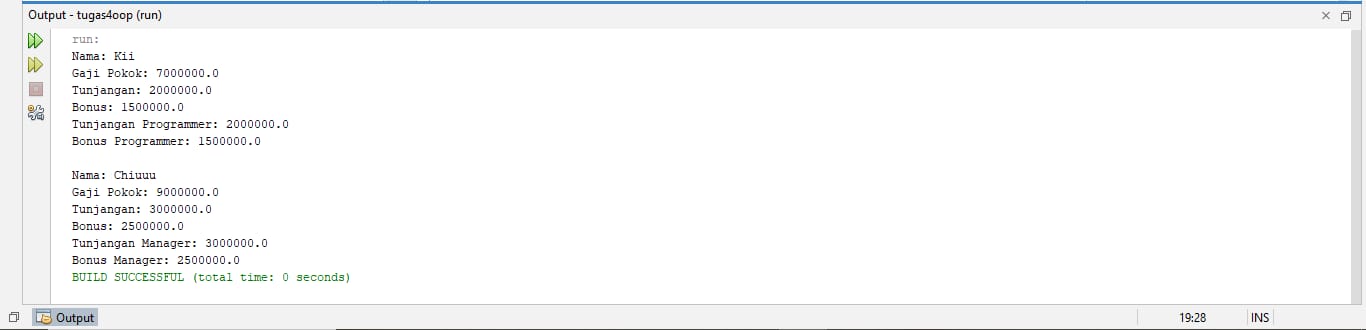 Output - tugas4oop (run)
run:
Nama: Kii
Gaji Pokok: 7000000.0
Tunjangan: 2000000.0
Bonus: 1500000.0
Tunjangan Programmer: 2000000.0
Bonus Programmer: 1500000.0
Nama: Chiuuu
Gaji Pokok: 9000000.0
Tunjangan: 3000000.0
Bonus: 2500000.0
Tunjangan Manager: 3000000.0
Bonus Manager: 2500000.0
BUILD SUCCESSFUL (total time: 0 seconds)
Output
19:28
INS